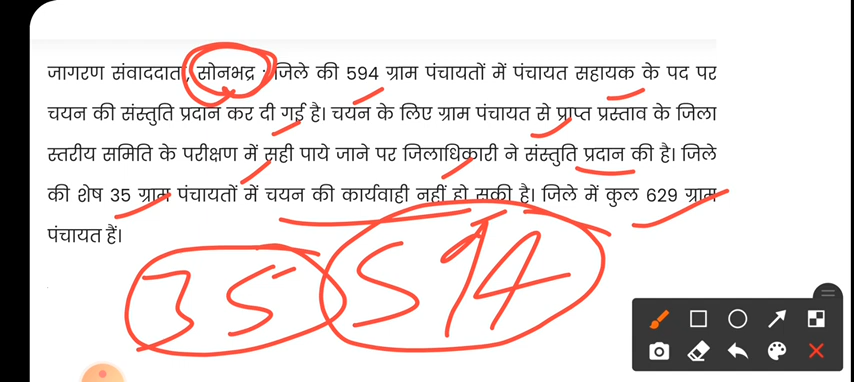 जागरण संवाददाता, सोनभद्र : जिले की 594 ग्राम पंचायतों में पंचायत सहायक के पद पर
चयन की संस्तुति प्रदान कर दी गई है। चयन के लिए ग्राम पंचायत से प्राप्त प्रस्ताव के जिला
स्तरीय समिति के परीक्षण में सही पाये जाने पर जिलाधिकारी ने संस्तुति प्रदान की है। जिले
की शेष 35 ग्राम पंचायतों में चयन की कार्यवाही नहीं हो सकी है। जिले में कुल 629 ग्राम
पंचायत हैं।
35 594